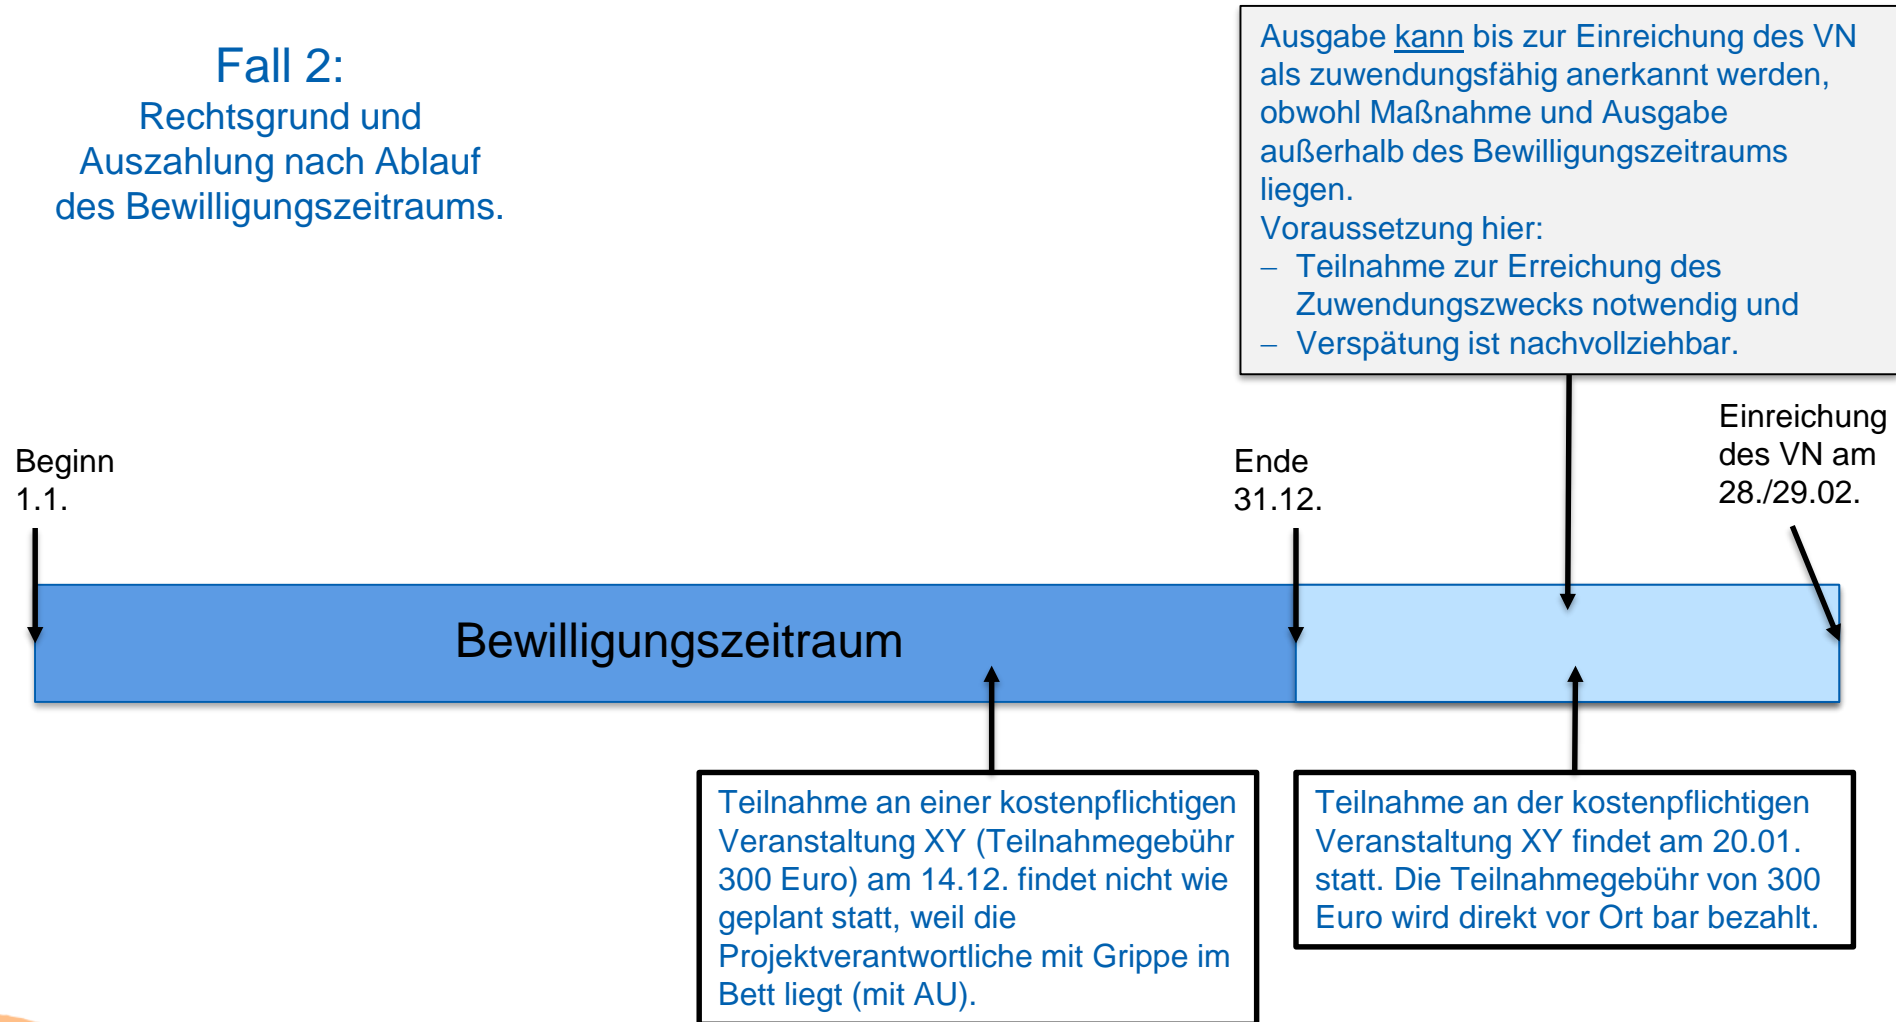 Fall 2:
Rechtsgrund und
Auszahlung nach Ablauf
des Bewilligungszeitraums.
Ausgabe kann bis zur Einreichung des VN
als zuwendungsfähig anerkannt werden,
obwohl Maßnahme und Ausgabe
außerhalb des Bewilligungszeitraums
liegen.
Voraussetzung hier:
– Teilnahme zur Erreichung des
Zuwendungszwecks notwendig und
– Verspätung ist nachvollziehbar.
Beginn
1.1.
Ende
31.12.
Einreichung
des VN am
28./29.02.
Bewilligungszeitraum
Teilnahme an einer kostenpflichtigen
Veranstaltung XY (Teilnahmegebühr
300 Euro) am 14.12. findet nicht wie
geplant statt, weil die
Projektverantwortliche mit Grippe im
Bett liegt (mit AU).
Teilnahme an der kostenpflichtigen
Veranstaltung XY findet am 20.01.
statt. Die Teilnahmegebühr von 300
Euro wird direkt vor Ort bar bezahlt.